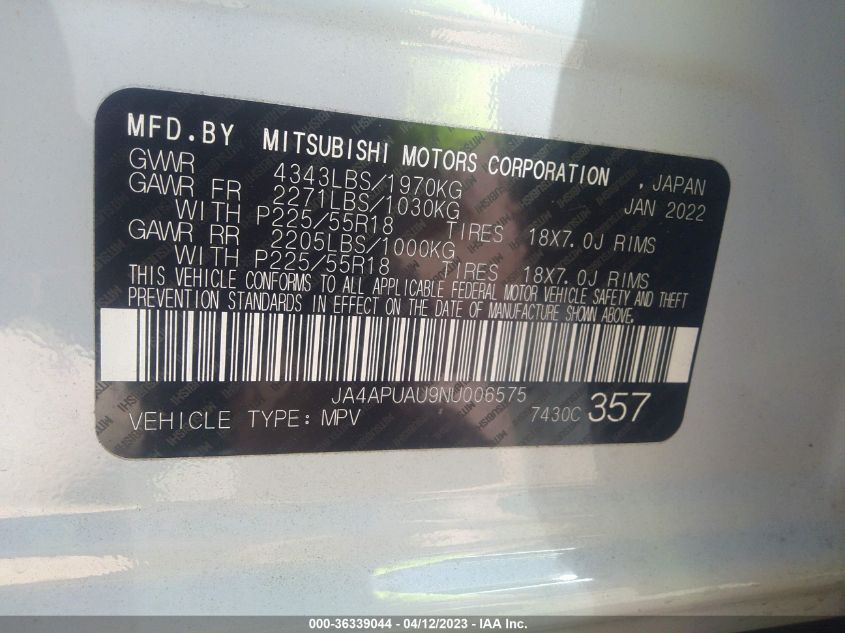 MFD.BY MITSUBISHI MOTORS CORPORATION , JAPAN
GVWR 4343LBS/1970KG JAN 2022
GAWR FR 2271LBS/1030KG
WITH P225/55R18 TIRES 18X7.0J RIMS
GAWR RR 2205LBS/1000KG
WITH P225/55R18 TIRES 18X7.0J RIMS
THIS VEHICLE CONFORMS TO ALL APPLICABLE FEDERAL MOTOR VEHICLE SAFETY AND THEFT
PREVENTION STANDARDS IN EFFECT ON THE DATE OF MANUFACTURE SHOWN ABOVE.
JA4APUAU9NU006575
VEHICLE TYPE: MPV 7430C 357
000-36339044 - 04/12/2023 - IAA Inc.